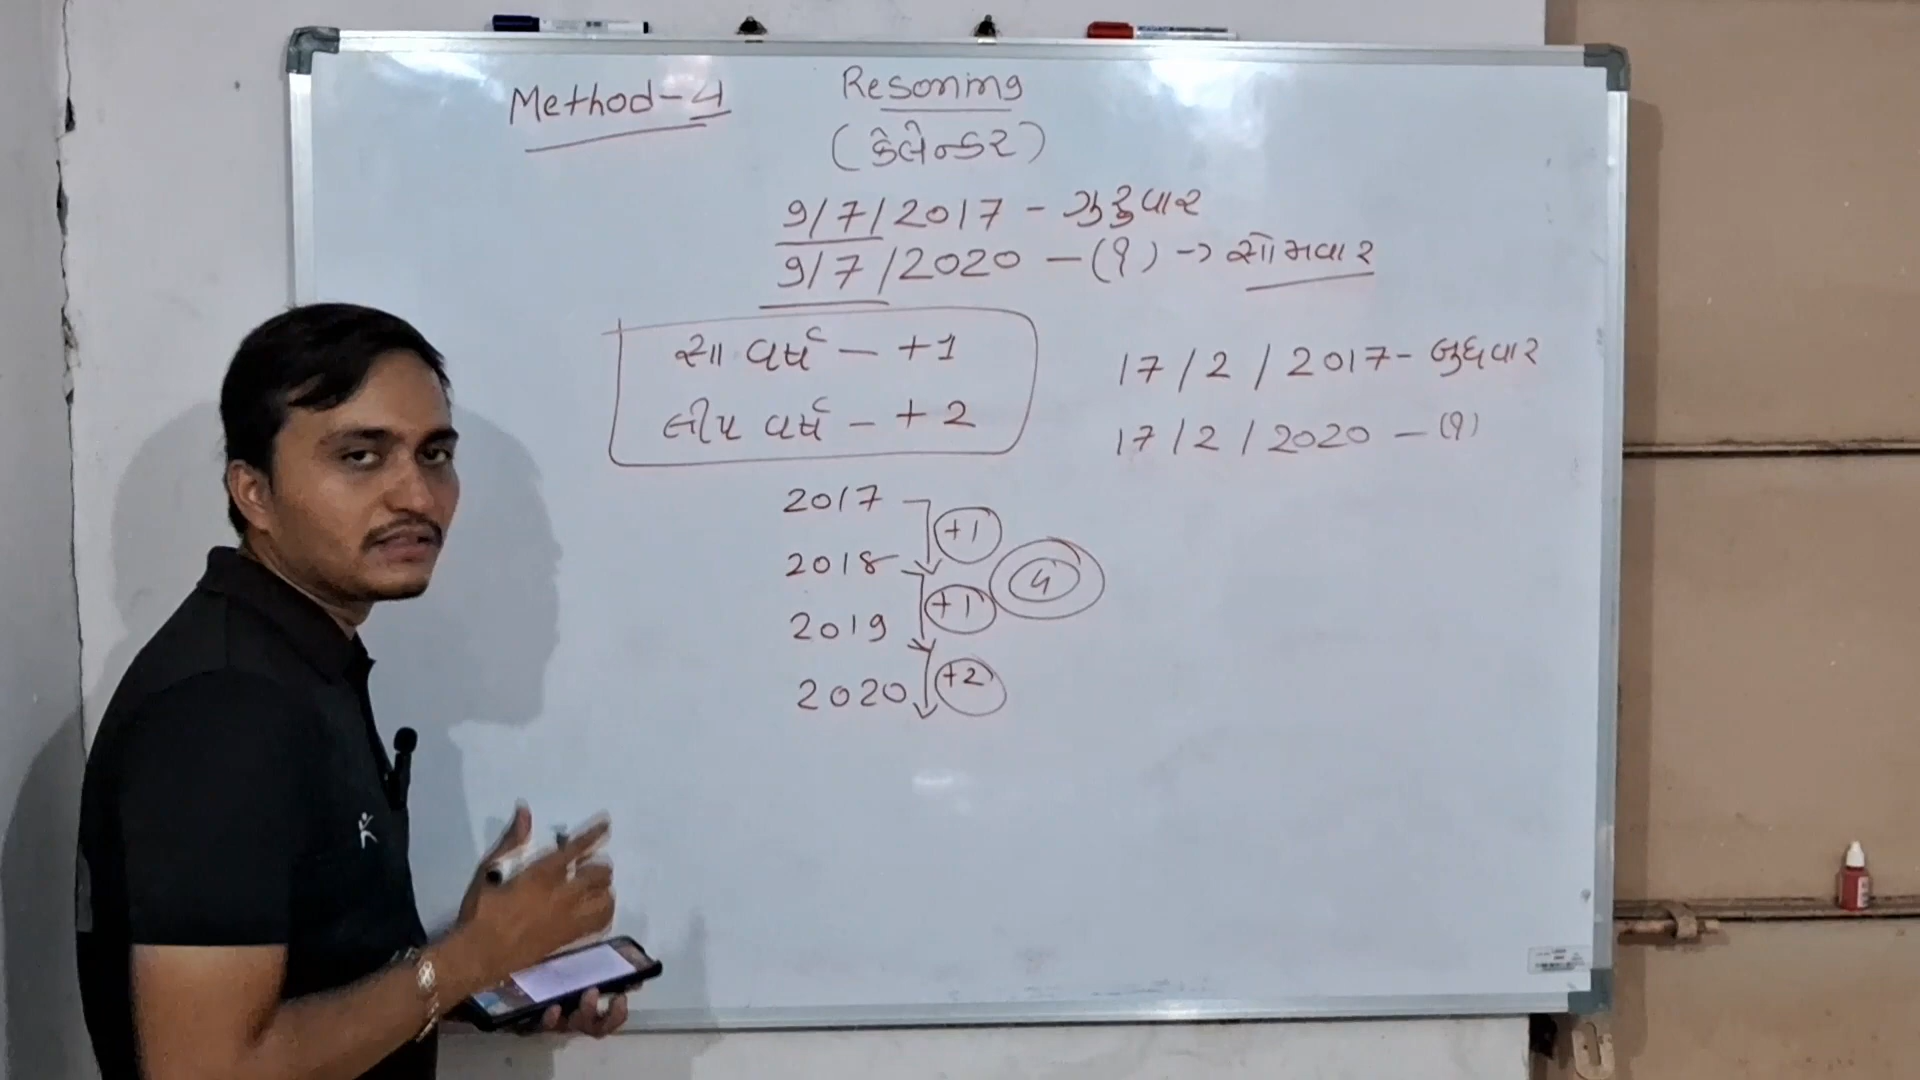 Method-4
Resoning
(કેલેન્ડર)
9/7/2017 - ગુરુવાર
9/7/2020 - (?) → સોમવાર
સા વર્ષ - +1
લીપ વર્ષ - +2
17/2/2017 - બુધવાર
17/2/2020 - (?)
2017
+1
2018
4
+1
2019
2020
+2